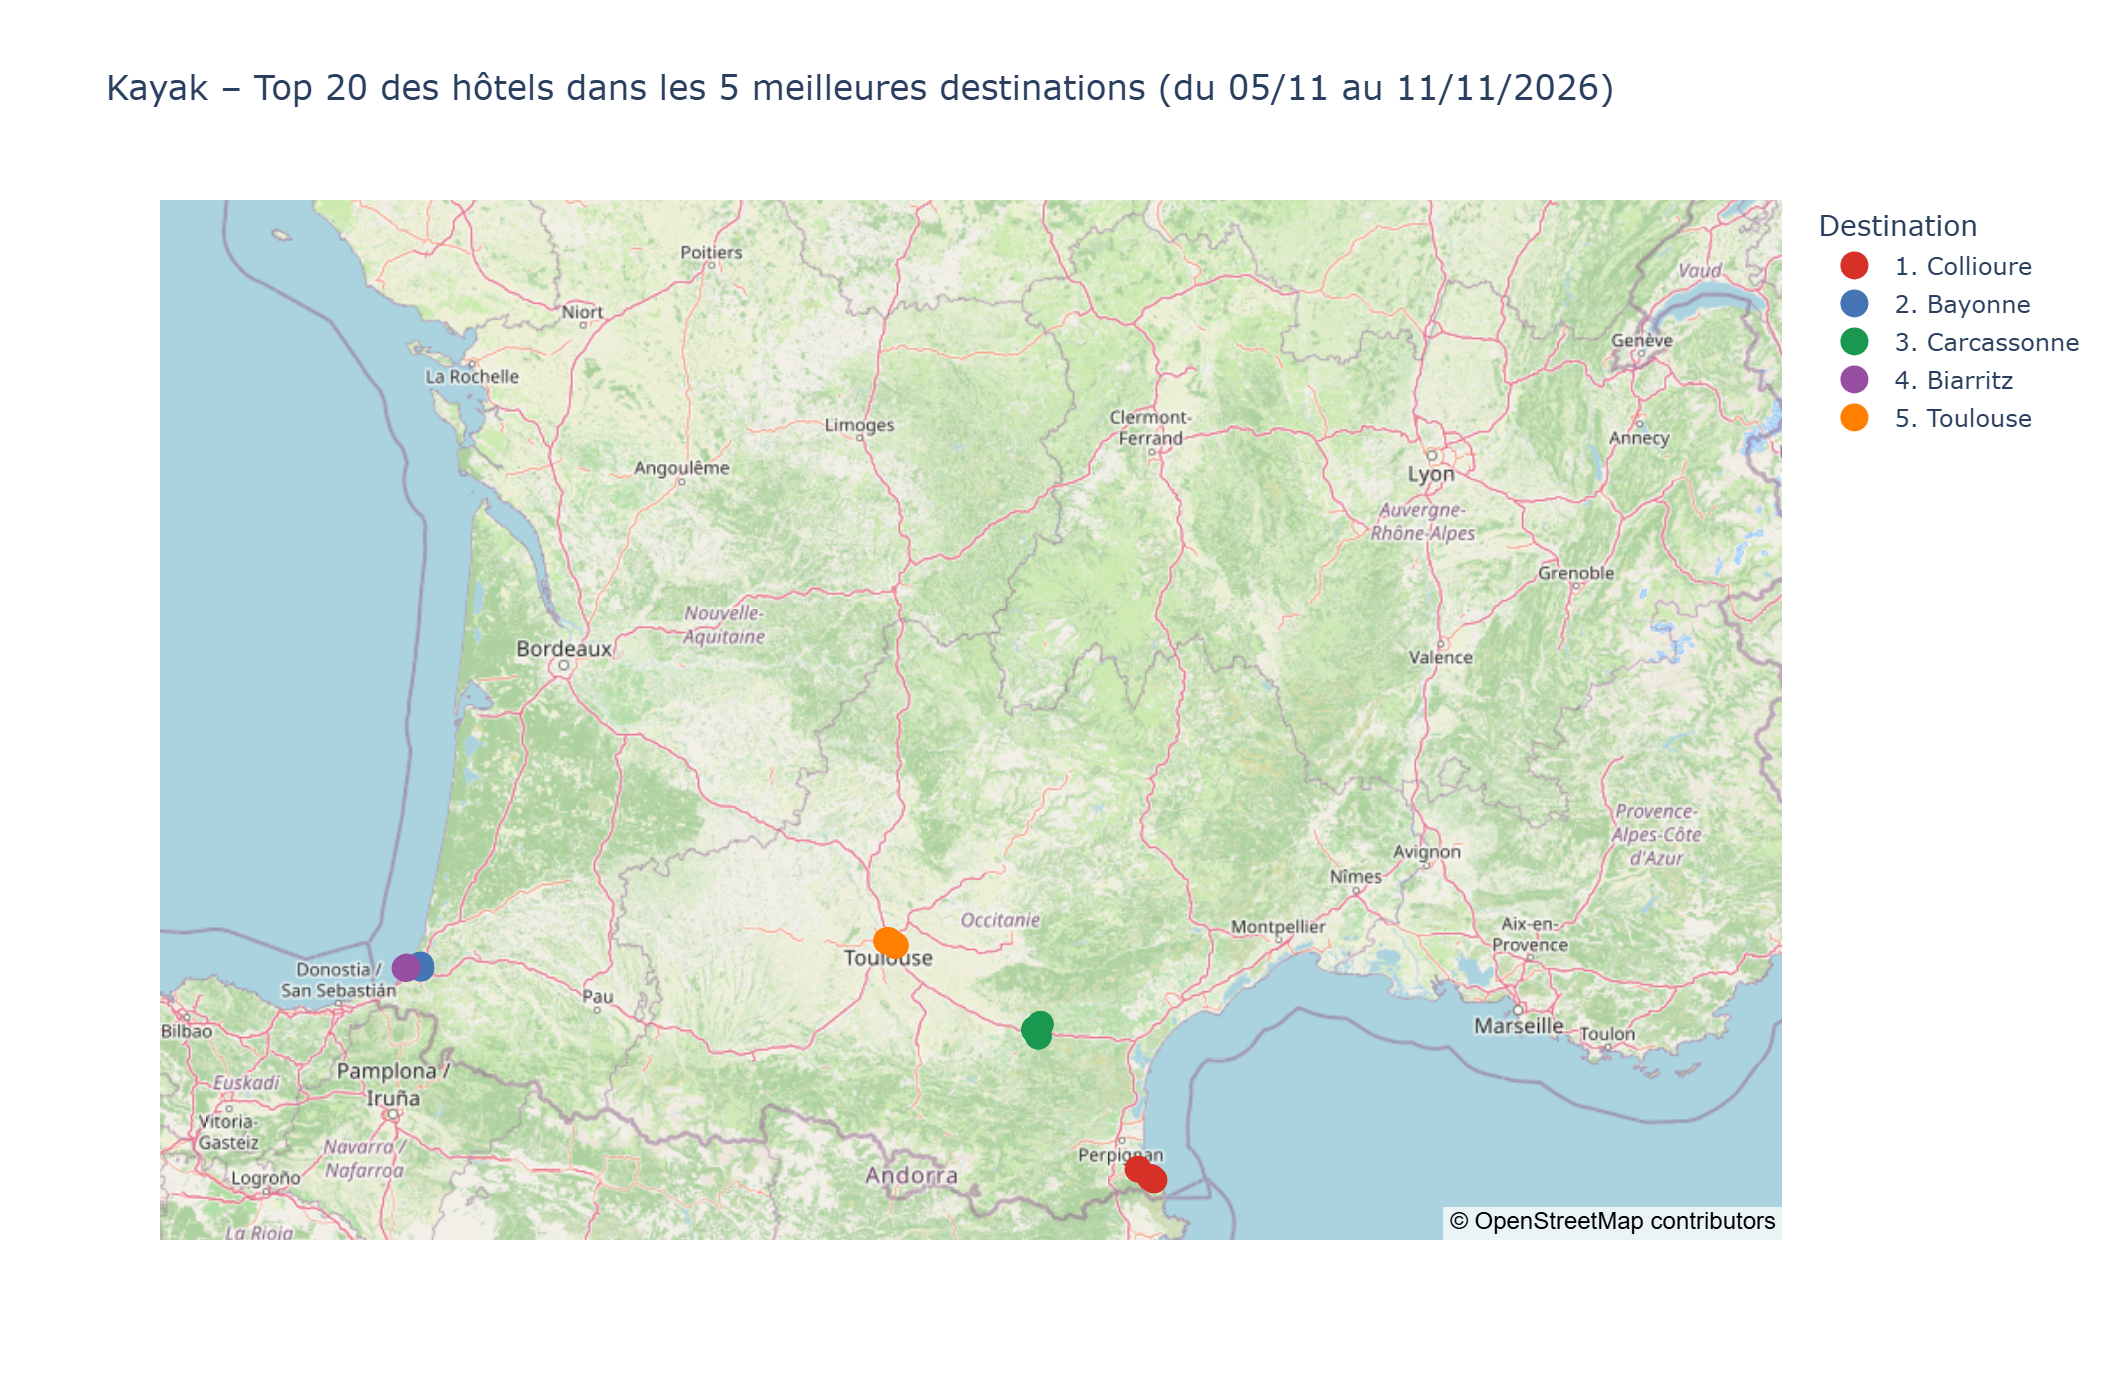 Kayak – Top 20 des hôtels dans les 5 meilleures destinations (du 05/11 au 11/11/2026)
Destination
1. Collioure
2. Bayonne
3. Carcassonne
4. Biarritz
5. Toulouse
Poitiers
Vaud
Niort
Genève
La Rochelle
Limoges
Clermont-
Ferrand
Annecy
Angoulême
Lyon
Auvergne-
Rhône-Alpes
Grenoble
Nouvelle-
Aquitaine
Bordeaux
Valence
Provence-
Alpes-Côte
d'Azur
Avignon
Nîmes
Occitanie
Montpellier
Aix-en-
Provence
Toulouse
Donostia /
San Sebastián
Pau
Bilbao
Marseille
Toulon
Pamplona /
Iruña
Euskadi
Vitoria-
Gasteiz
Navarra /
Nafarroa
Perpignan
Logroño
Andorra
La Rioja
© OpenStreetMap contributors